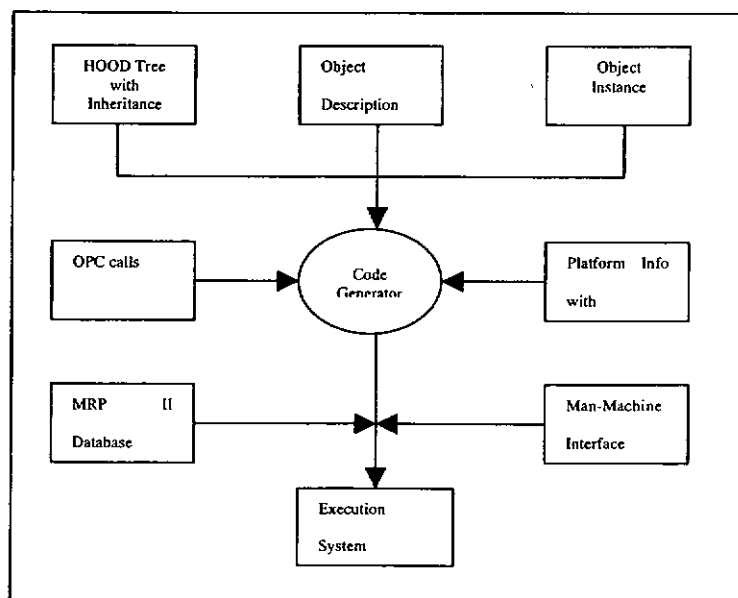 HOOD Tree
with
Inheritance
Object
Description
Object
Instance
OPC calls
Code
Generator
Platform Info
with
MRP II
Database
Man-Machine
Interface
Execution
System